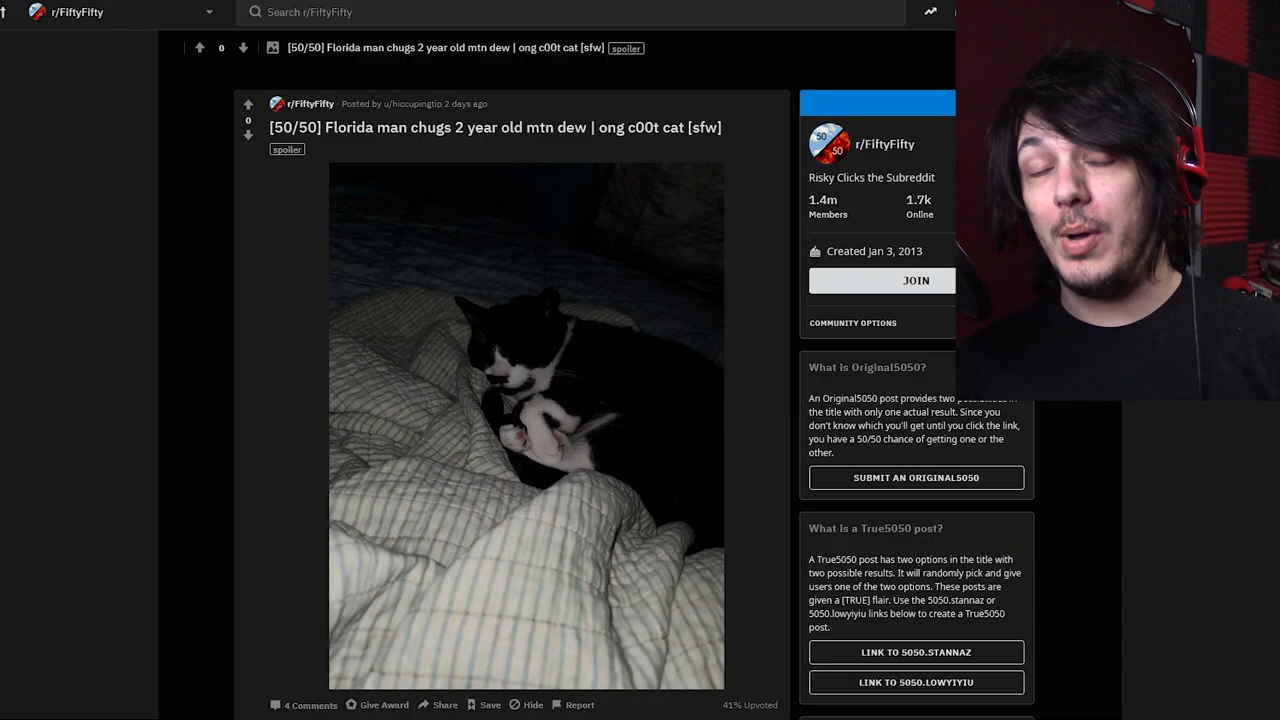 r/FiftyFifty
Search r/FiftyFifty
0
[50/50] Florida man chugs 2 year old mtn dew | ong c00t cat [sfw]
spoiler
r/FiftyFifty · Posted by u/hiccupingtip 2 days ago
0
[50/50] Florida man chugs 2 year old mtn dew | ong c00t cat [sfw]
spoiler
4 Comments
Give Award
Share
Save
Hide
Report
41% Upvoted
50
50
r/FiftyFifty
Risky Clicks the Subreddit
1.4m
Members
1.7k
Online
Created Jan 3, 2013
JOIN
COMMUNITY OPTIONS
What is Original5050?
An Original5050 post provides two possibilities in
the title with only one actual result. Since you
don't know which you'll get until you click the link,
you have a 50/50 chance of getting one or the
other.
SUBMIT AN ORIGINAL5050
What is a True5050 post?
A True5050 post has two options in the title with
two possible results. It will randomly pick and give
users one of the two options. These posts are
given a [TRUE] flair. Use the 5050.stannaz or
5050.lowyiyiu links below to create a True5050
post.
LINK TO 5050.STANNAZ
LINK TO 5050.LOWYIYIU